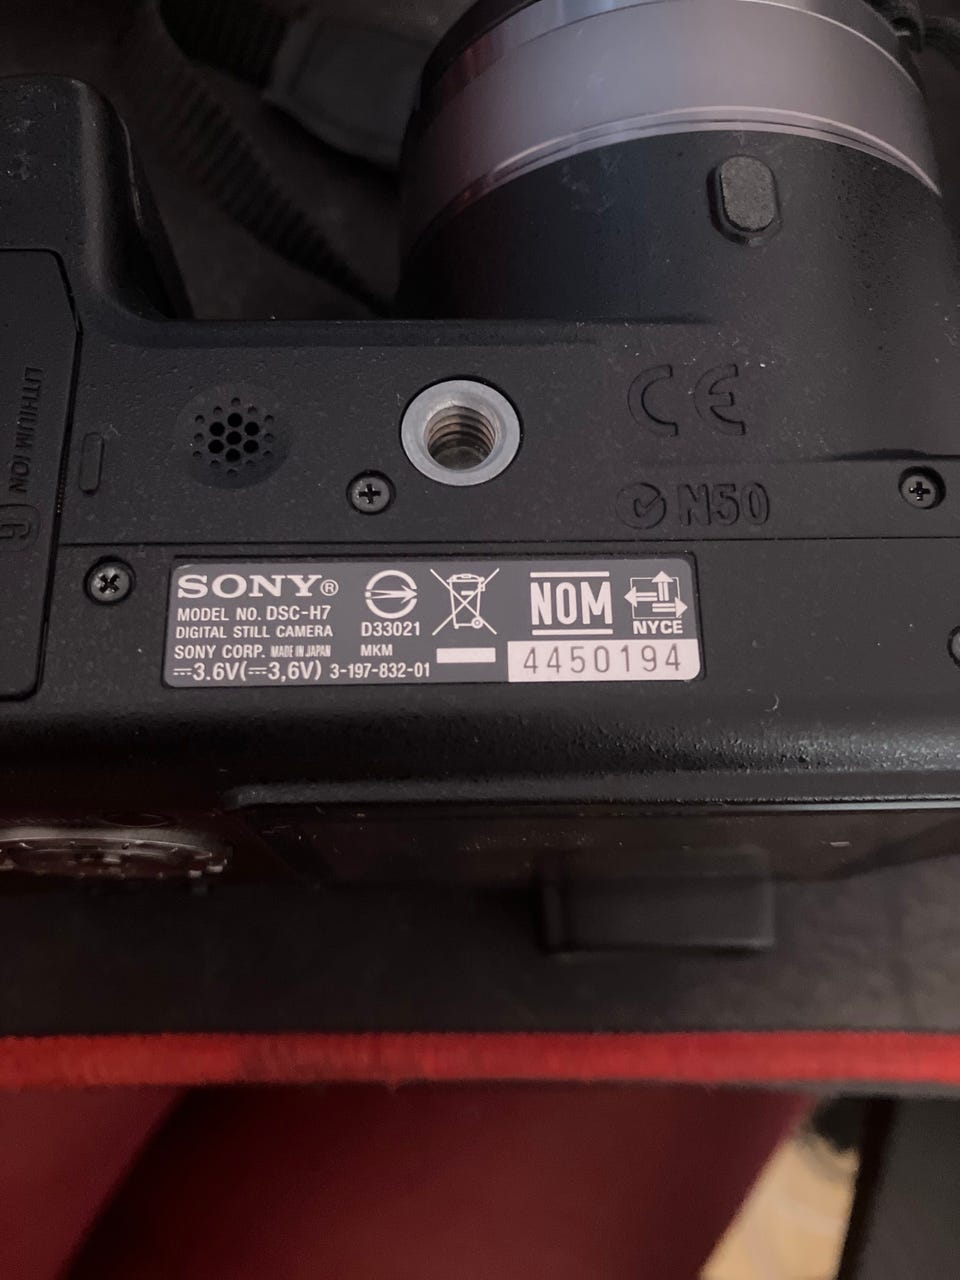 LITHIUM ION
G
CE
N50
SONY®
MODEL NO. DSC-H7
DIGITAL STILL CAMERA
D33021
SONY CORP. MADE IN JAPAN
MKM
⎓3.6V(⎓3,6V) 3-197-832-01
NOM
NYCE
4450194